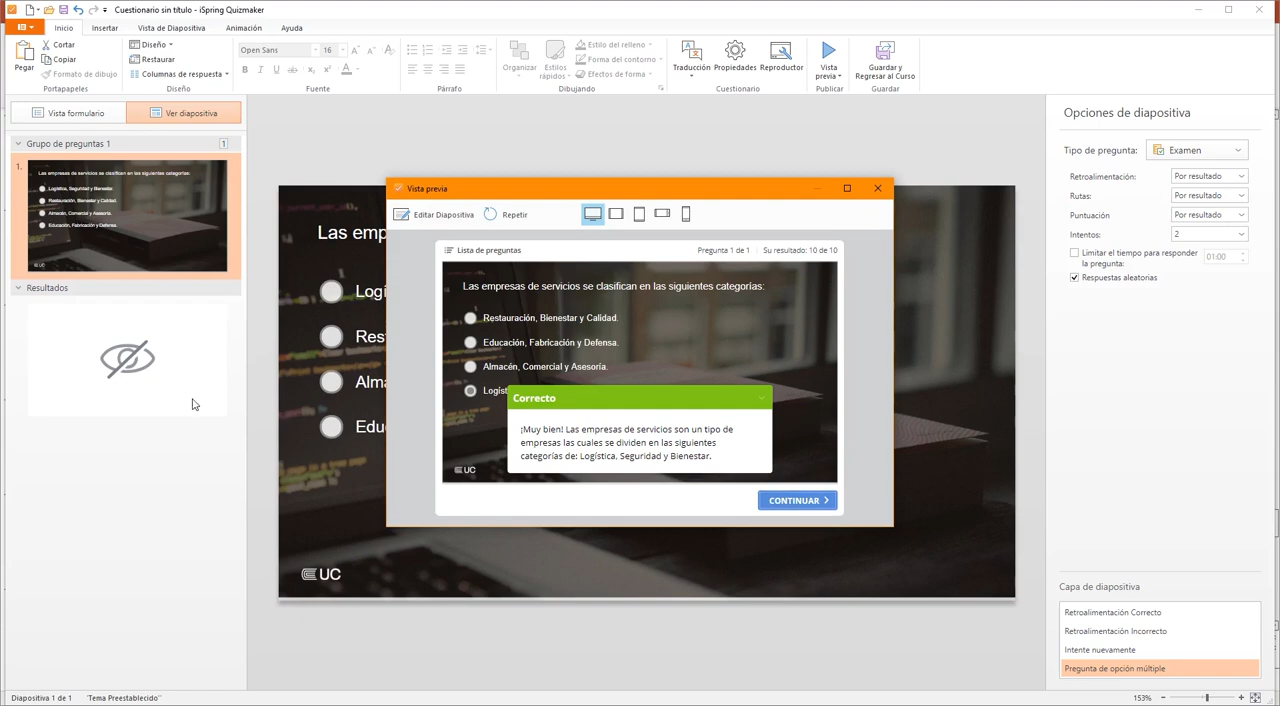 Cuestionario sin título - iSpring Quizmaker
Inicio Insertar Vista de Diapositiva Animación Ayuda
Pegar
Cortar
Copiar
Formato de dibujo
Portapapeles
Diseño
Restaurar
Columnas de respuesta
Diseño
Open Sans 16
Fuente
Párrafo
Organizar
Estilos rápidos
Estilo del relleno
Forma del contorno
Efectos de forma
Dibujando
Traducción
Propiedades
Reproductor
Cuestionario
Vista previa
Publicar
Guardar y Regresar al Curso
Guardar
Vista formulario
Ver diapositiva
Grupo de preguntas 1 1
1.
Las empresas de servicios se clasifican en las siguientes categorías:
Logística, Seguridad y Bienestar.
Restauración, Bienestar y Calidad.
Almacén, Comercial y Asesoría.
Educación, Fabricación y Defensa.
UC
Resultados
Las emp
Logí
Rest
Alma
Edu
UC
Vista previa
Editar Diapositiva
Repetir
Lista de preguntas
Pregunta 1 de 1
Su resultado: 10 de 10
Las empresas de servicios se clasifican en las siguientes categorías:
Restauración, Bienestar y Calidad.
Educación, Fabricación y Defensa.
Almacén, Comercial y Asesoría.
Logíst
Correcto
¡Muy bien! Las empresas de servicios son un tipo de
empresas las cuales se dividen en las siguientes
categorías de: Logística, Seguridad y Bienestar.
UC
CONTINUAR
Opciones de diapositiva
Tipo de pregunta: Examen
Retroalimentación: Por resultado
Rutas: Por resultado
Puntuación Por resultado
Intentos: 2
Limitar el tiempo para responder
la pregunta: 01:00
Respuestas aleatorias
Capa de diapositiva
Retroalimentación Correcto
Retroalimentación Incorrecto
Intente nuevamente
Pregunta de opción múltiple
Diapositiva 1 de 1
'Tema Preestablecido'
153%